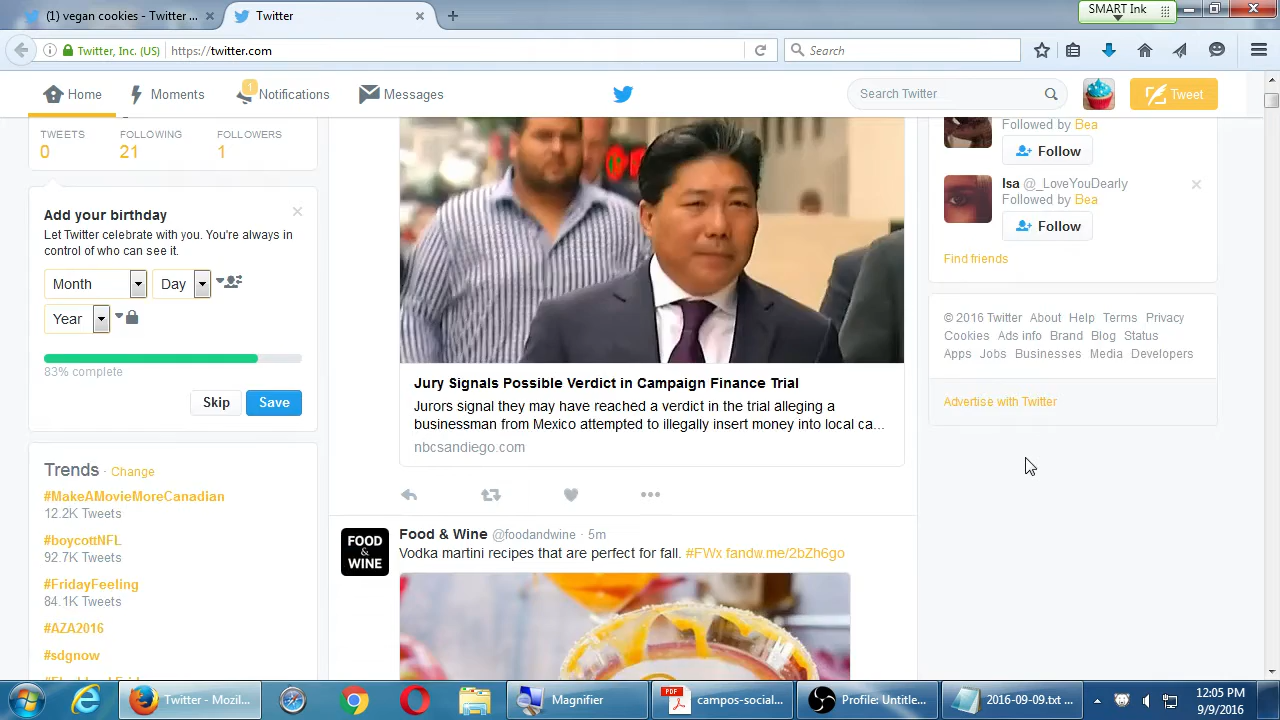 (1) vegan cookies - Twitter ...
Twitter
SMART Ink
Twitter, Inc. (US)
https://twitter.com
Search
Home
Moments
1
Notifications
Messages
Search Twitter
Tweet
TWEETS
FOLLOWING
FOLLOWERS
0
21
1
Add your birthday
Let Twitter celebrate with you. You're always in
control of who can see it.
Month
Day
Year
83% complete
Skip
Save
Trends · Change
#MakeAMovieMoreCanadian
12.2K Tweets
#boycottNFL
92.7K Tweets
#FridayFeeling
84.1K Tweets
#AZA2016
#sdgnow
Jury Signals Possible Verdict in Campaign Finance Trial
Jurors signal they may have reached a verdict in the trial alleging a
businessman from Mexico attempted to illegally insert money into local ca...
nbcsandiego.com
FOOD
&
WINE
Food & Wine @foodandwine · 5m
Vodka martini recipes that are perfect for fall. #FWx fandw.me/2bZh6go
Followed by Bea
Follow
Isa @_LoveYouDearly
Followed by Bea
Follow
Find friends
© 2016 Twitter About Help Terms Privacy
Cookies Ads info Brand Blog Status
Apps Jobs Businesses Media Developers
Advertise with Twitter
Twitter - Mozil...
Magnifier
PDF
campos-social...
Profile: Untitle...
2016-09-09.txt ...
12:05 PM
9/9/2016